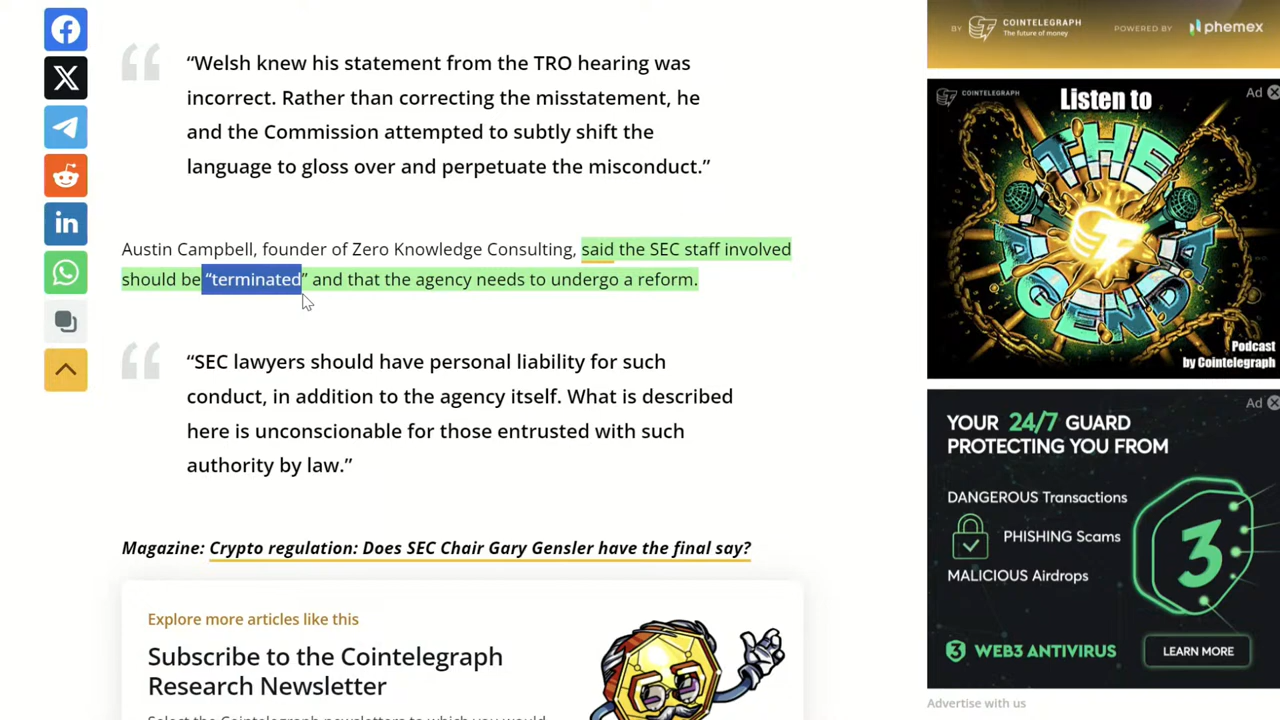 “Welsh knew his statement from the TRO hearing was
incorrect. Rather than correcting the misstatement, he
and the Commission attempted to subtly shift the
language to gloss over and perpetuate the misconduct.”
Austin Campbell, founder of Zero Knowledge Consulting, said the SEC staff involved
should be “terminated” and that the agency needs to undergo a reform.
“SEC lawyers should have personal liability for such
conduct, in addition to the agency itself. What is described
here is unconscionable for those entrusted with such
authority by law.”
Magazine: Crypto regulation: Does SEC Chair Gary Gensler have the final say?
Explore more articles like this
Subscribe to the Cointelegraph
Research Newsletter
BY COINTELEGRAPH
The future of money
POWERED BY phemex
COINTELEGRAPH
Ad
Listen to
THE
AGENDA
Podcast
by Cointelegraph
Ad
YOUR 24/7 GUARD
PROTECTING YOU FROM
DANGEROUS Transactions
PHISHING Scams
MALICIOUS Airdrops
3
3 WEB3 ANTIVIRUS
LEARN MORE
Advertise with us